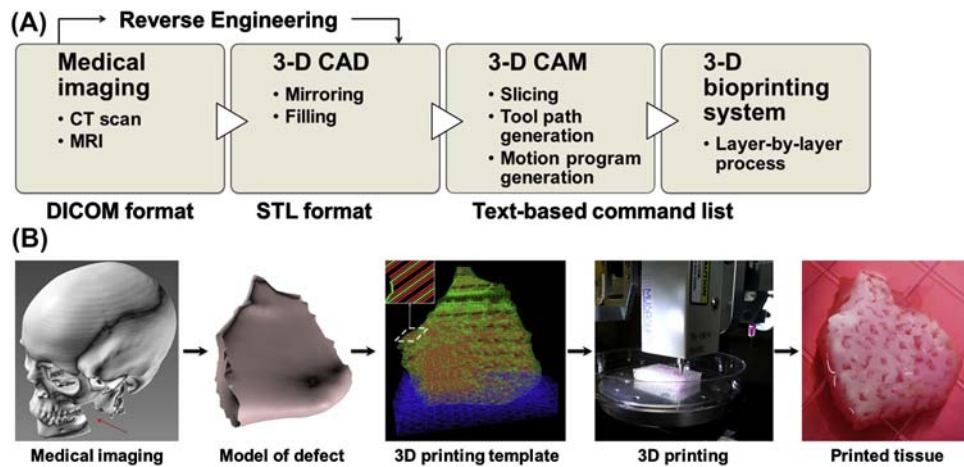 (A)
Reverse Engineering
Medical
imaging
• CT scan
• MRI
3-D CAD
• Mirroring
• Filling
3-D CAM
• Slicing
• Tool path
generation
• Motion program
generation
3-D
bioprinting
system
• Layer-by-layer
process
DICOM format
STL format
Text-based command list
(B)
Medical imaging
Model of defect
3D printing template
3D printing
Printed tissue